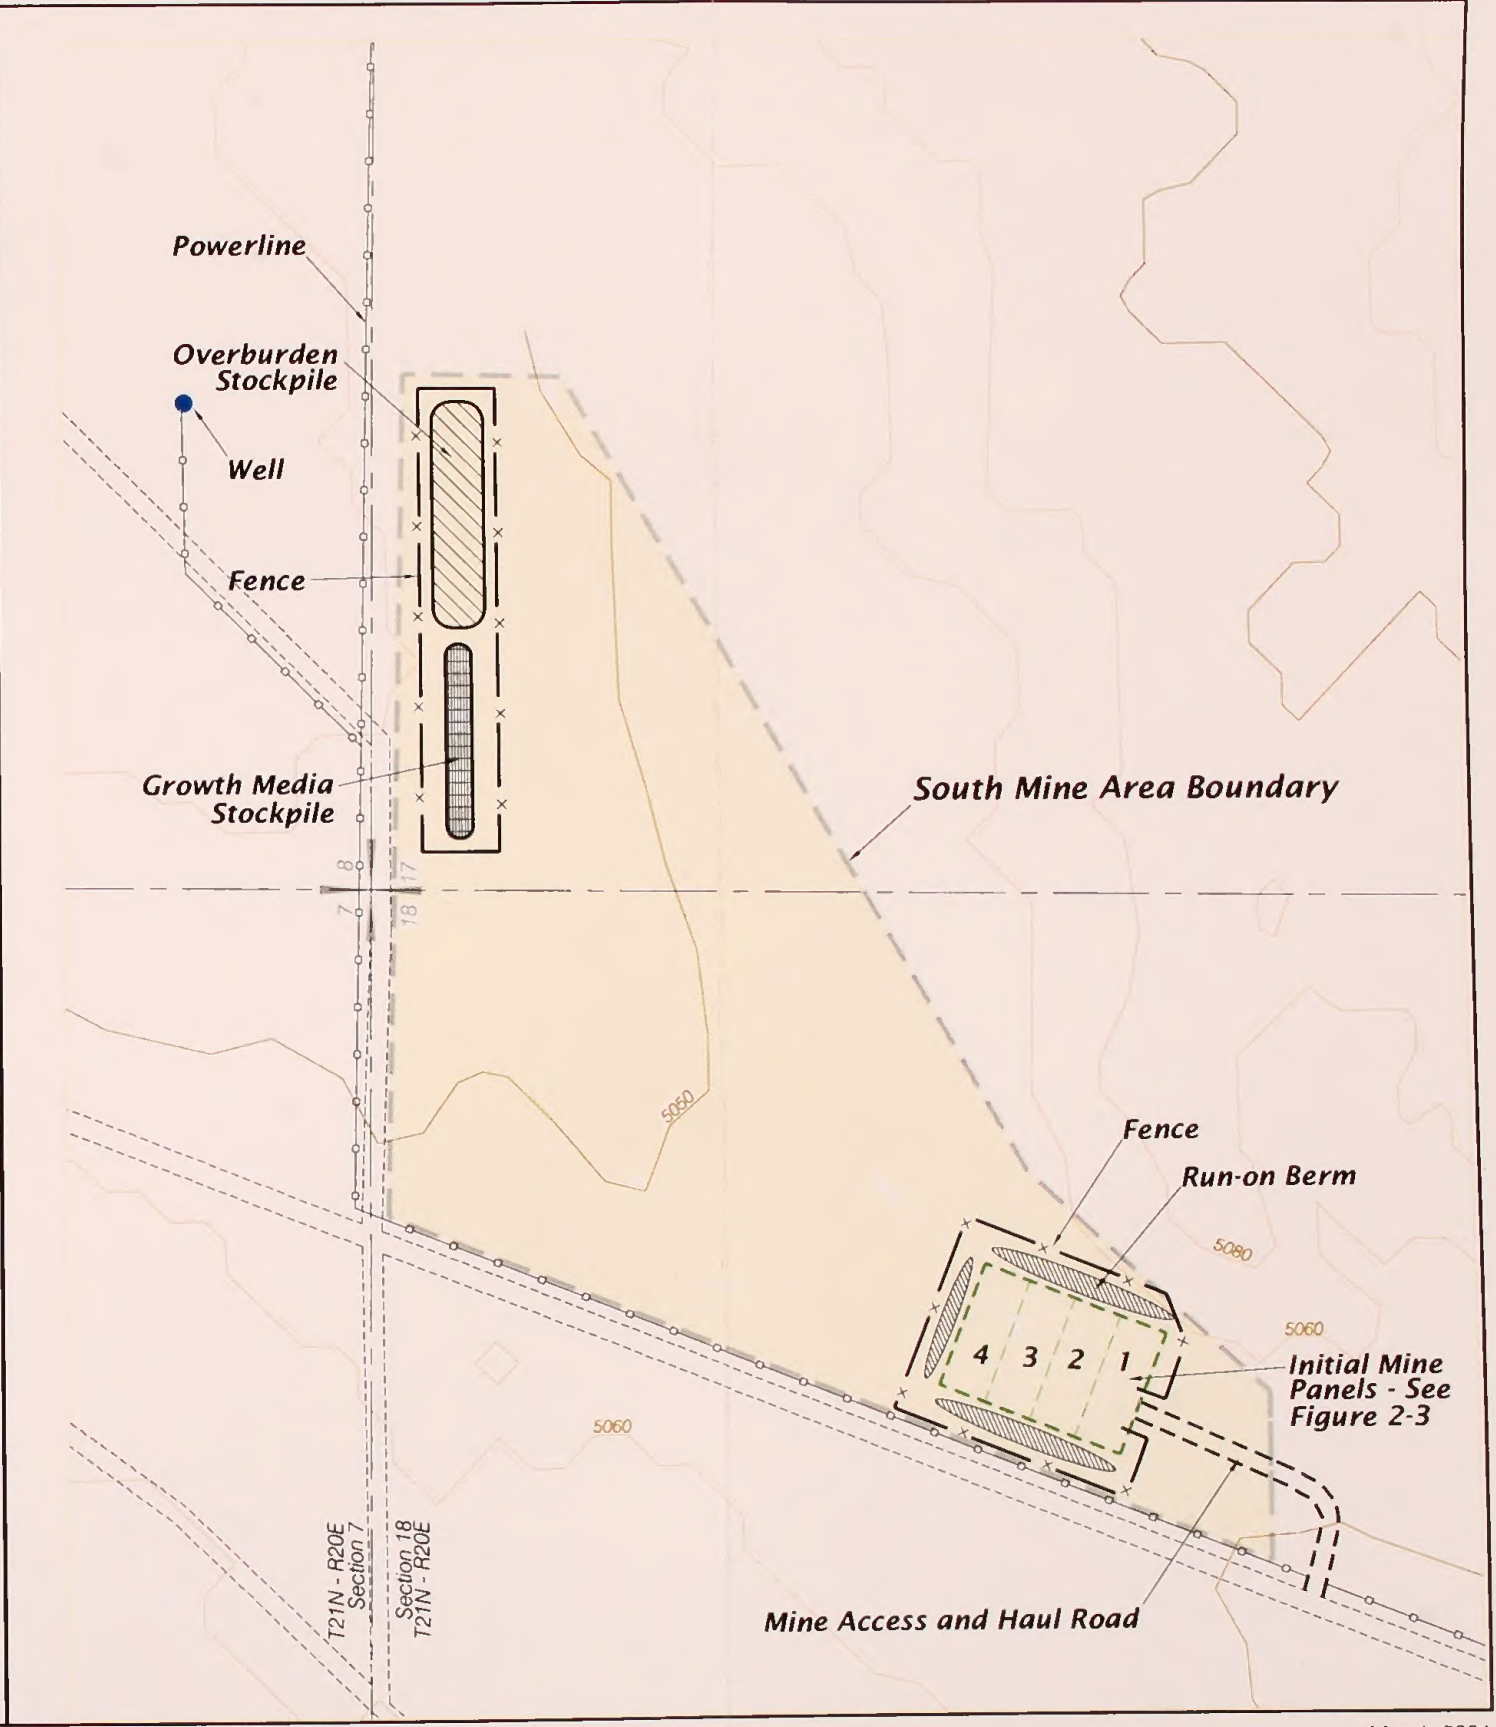 Powerline
Overburden
Stockpile
Well
Fence
Growth Media
Stockpile
South Mine Area Boundary
8
17
7
18
5050
Fence
Run-on Berm
5080
5060
4 3 2 1
Initial Mine
Panels - See
Figure 2-3
5060
T21N - R20E
Section 7
Section 18
T21N - R20E
Mine Access and Haul Road